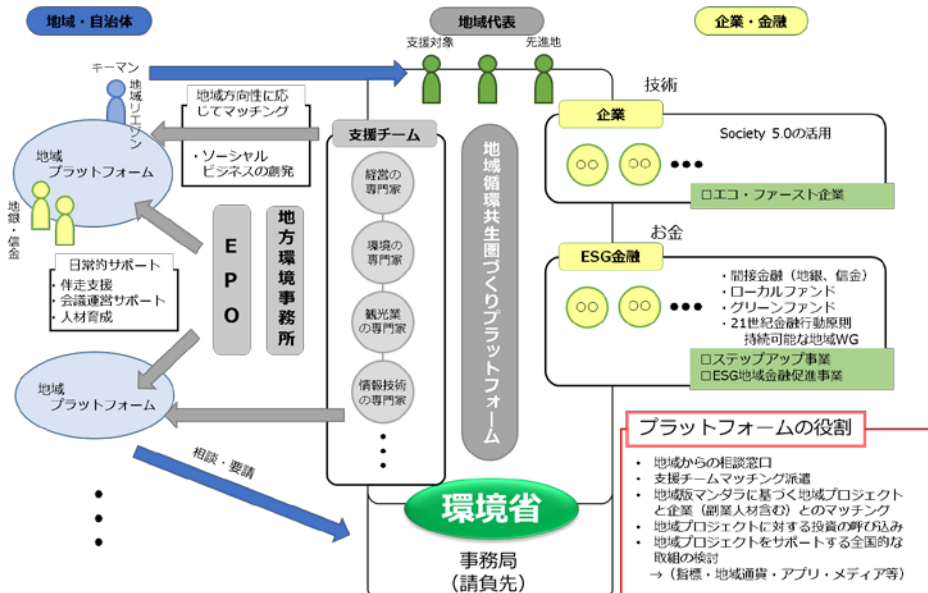 地域・自治体
地域代表
企業・金融
支援対象
先進地
キーマン
地域リエゾン
地域方向性に応
じてマッチング
・ソーシャル
ビジネスの創発
地域
プラットフォーム
地銀・信金
日常的サポート
・伴走支援
・会議運営サポート
・人材育成
EPO
地方環境事務所
地域
プラットフォーム
相談・要請
支援チーム
経営の
専門家
環境の
専門家
観光業
の専門家
情報技術
の専門家
地域循環共生圏づくりプラットフォーム
環境省
事務局
(請負先)
技術
企業
Society 5.0の活用
○○
○○
□エコ・ファースト企業
お金
ESG金融
○○
○○
・間接金融(地銀、信金)
・ローカルファンド
・グリーンファンド
・21世紀金融行動原則
持続可能な地域WG
□ステップアップ事業
□ESG地域金融促進事業
プラットフォームの役割
・地域からの相談窓口
・支援チームマッチング派遣
・地域版マンダラに基づく地域プロジェクト
と企業(副業人材含む)とのマッチング
・地域プロジェクトに対する投資の呼び込み
・地域プロジェクトをサポートする全国的な
取組の検討
→(指標・地域通貨・アプリ・メディア等)